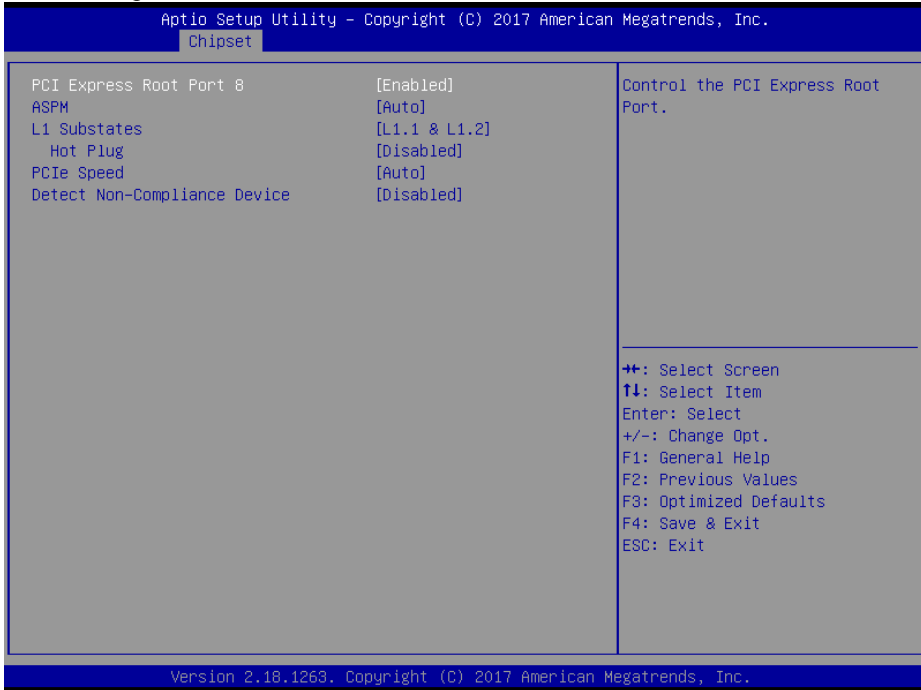 Aptio Setup Utility – Copyright (C) 2017 American Megatrends, Inc.
Chipset
PCI Express Root Port 8 [Enabled]
ASPM [Auto]
L1 Substates [L1.1 & L1.2]
Hot Plug [Disabled]
PCIe Speed [Auto]
Detect Non-Compliance Device [Disabled]
Control the PCI Express Root
Port.
→←: Select Screen
↑↓: Select Item
Enter: Select
+/-: Change Opt.
F1: General Help
F2: Previous Values
F3: Optimized Defaults
F4: Save & Exit
ESC: Exit
Version 2.18.1263. Copyright (C) 2017 American Megatrends, Inc.